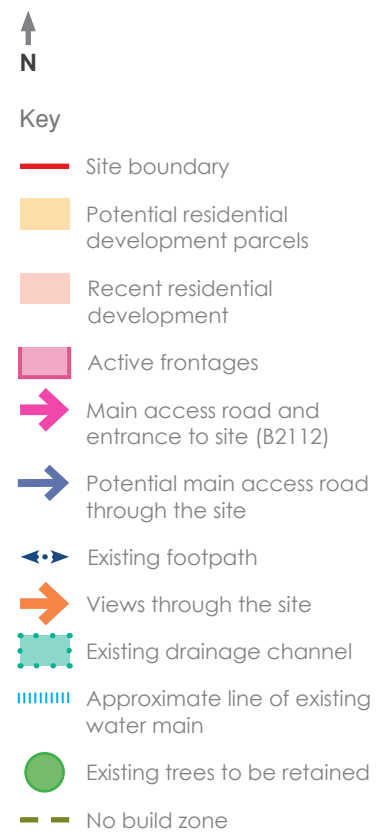 N
Key
Site boundary
Potential residential
development parcels
Recent residential
development
Active frontages
Main access road and
entrance to site (B2112)
Potential main access road
through the site
Existing footpath
Views through the site
Existing drainage channel
Approximate line of existing
water main
Existing trees to be retained
No build zone